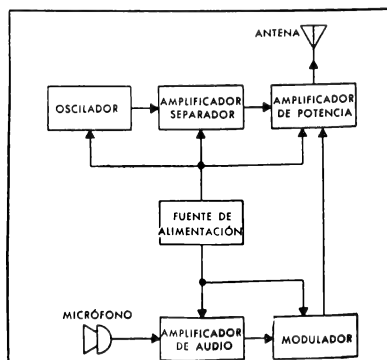 ANTENA
OSCILADOR
AMPLIFICADOR
SEPARADOR
AMPLIFICADOR
DE POTENCIA
FUENTE DE
ALIMENTACIÓN
MICRÓFONO
AMPLIFICADOR
DE AUDIO
MODULADOR